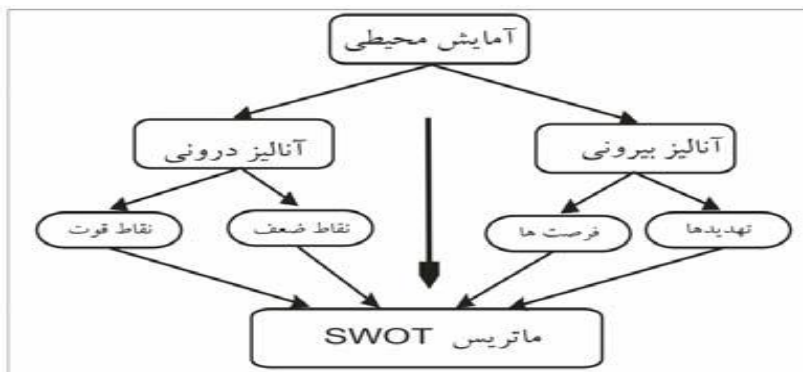 آمایش محیطی
آنالیز بیرونی
آنالیز درونی
تهدیدها
فرصت ها
نقاط ضعف
نقاط قوت
ماتریس SWOT